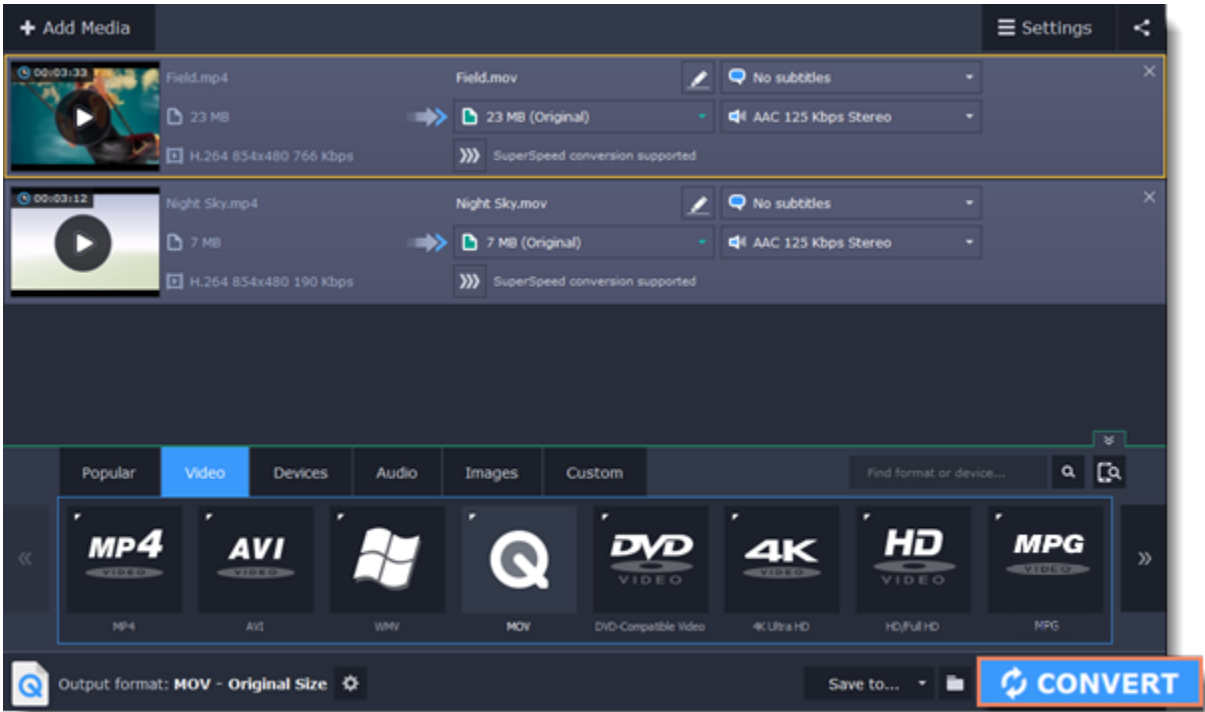 Add Media
Settings
00:03:33
Field.mp4
Field.mov
No subtitles
23 MB
23 MB (Original)
AAC 125 Kbps Stereo
H.264 854x480 766 Kbps
SuperSpeed conversion supported
00:03:12
Night Sky.mp4
Night Sky.mov
No subtitles
7 MB
7 MB (Original)
AAC 125 Kbps Stereo
H.264 854x480 190 Kbps
SuperSpeed conversion supported
Popular Video Devices Audio Images Custom
Find format or device...
MP4 VIDEO
AVI VIDEO
DVD VIDEO
4K VIDEO
HD VIDEO
MPG VIDEO
MP4 AVI WMV MOV DVD-Compatible Video 4K Ultra HD HD/Full HD MPG
Output format: MOV - Original Size
Save to...
CONVERT